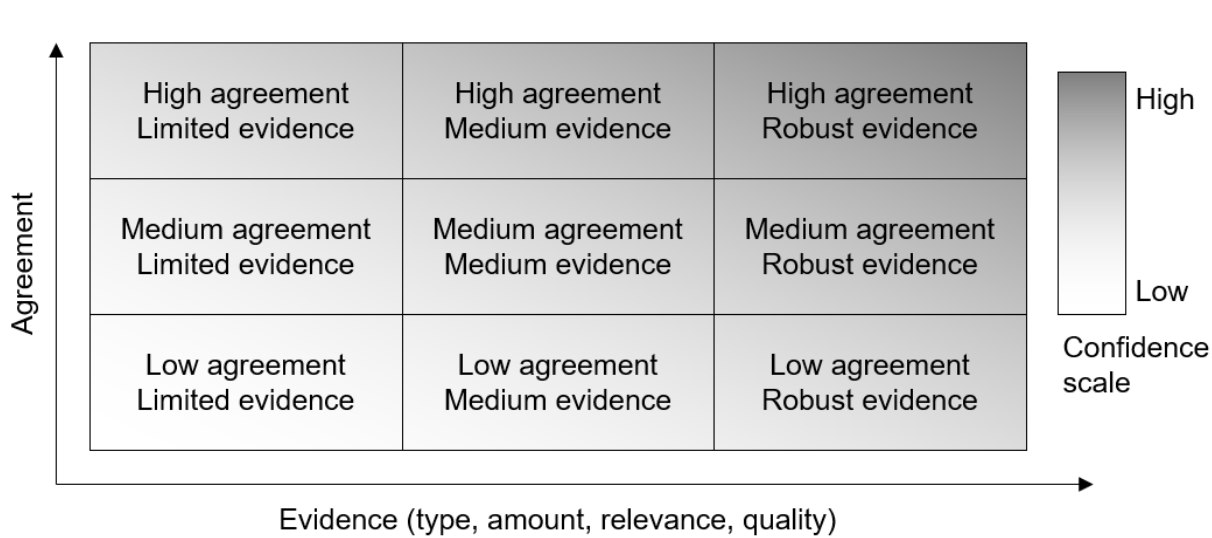 High agreement
Limited evidence
High agreement
Medium evidence
High agreement
Robust evidence
Medium agreement
Limited evidence
Medium agreement
Medium evidence
Medium agreement
Robust evidence
Low agreement
Limited evidence
Low agreement
Medium evidence
Low agreement
Robust evidence
Agreement
Evidence (type, amount, relevance, quality)
High
Low
Confidence
scale